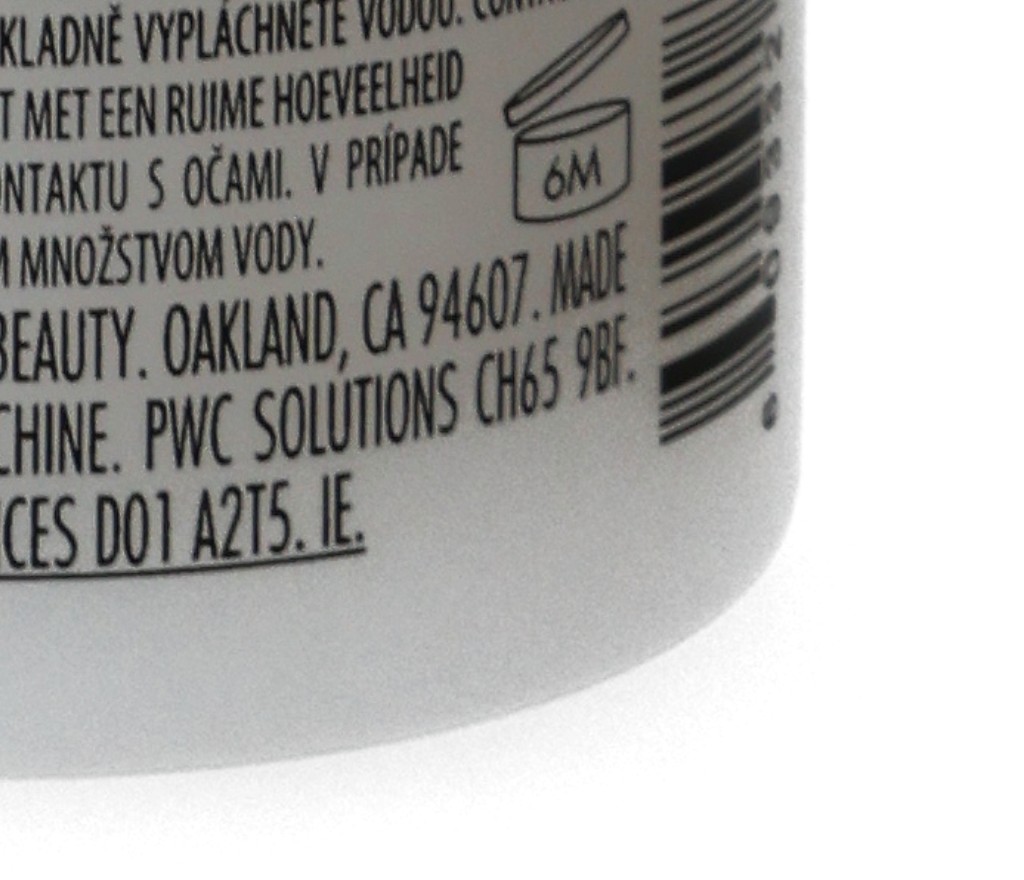 KLADNĚ VYPLÁCHNĚTE VODOU.
T MET EEN RUIME HOEVEELHEID
ONTAKTU S OČAMI. V PRÍPADE
M MNOŽSTVOM VODY.
6M
BEAUTY. OAKLAND, CA 94607. MADE
CHINE. PWC SOLUTIONS CH65 9BF.
CES D01 A2T5. IE.